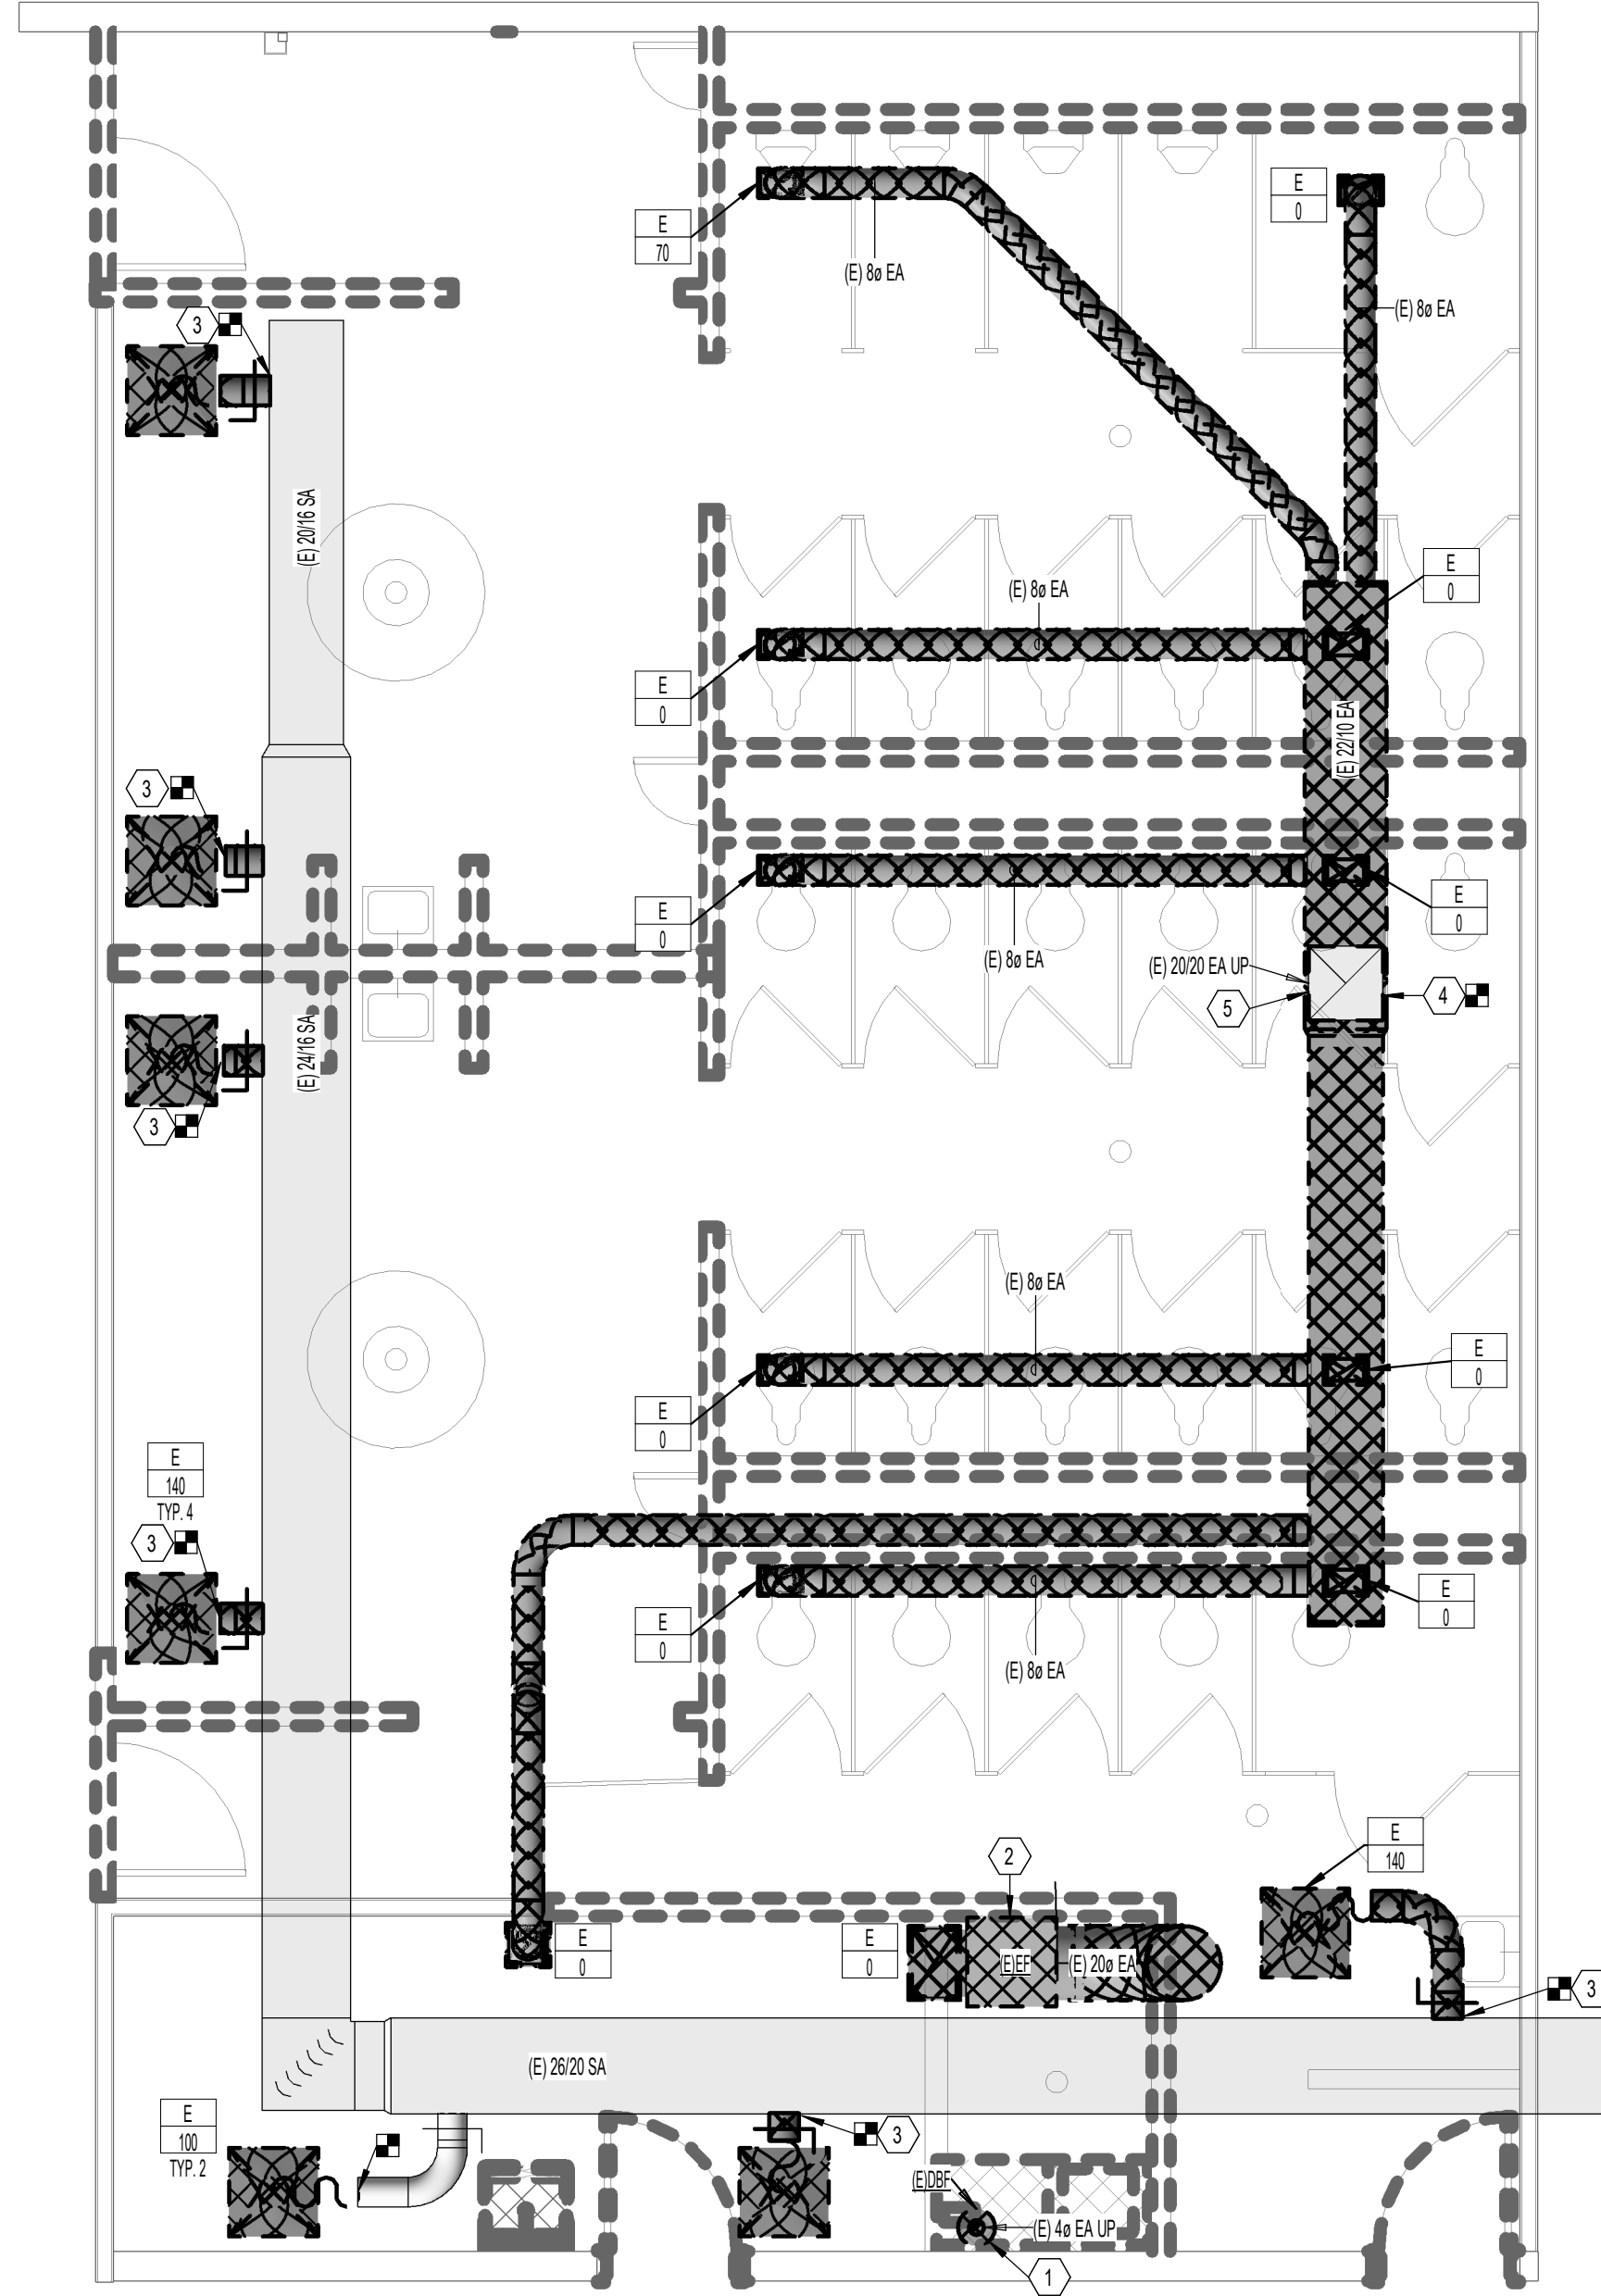 E
0
E
70
(E) 8ø EA
(E) 8ø EA
3
(E) 20/16 SA
E
0
(E) 8ø EA
E
0
(E) 22/10 EA
3
E
0
E
0
(E) 8ø EA
(E) 20/20 EA UP
5
4
(E) 24/16 SA
3
(E) 8ø EA
E
0
E
0
E
140
TYP. 4
3
E
0
E
0
(E) 8ø EA
E
140
2
E
0
E
0
(E)EF
(E) 20ø EA
3
(E) 26/20 SA
E
100
TYP. 2
3
(E)DBF
(E) 4ø EA UP
1